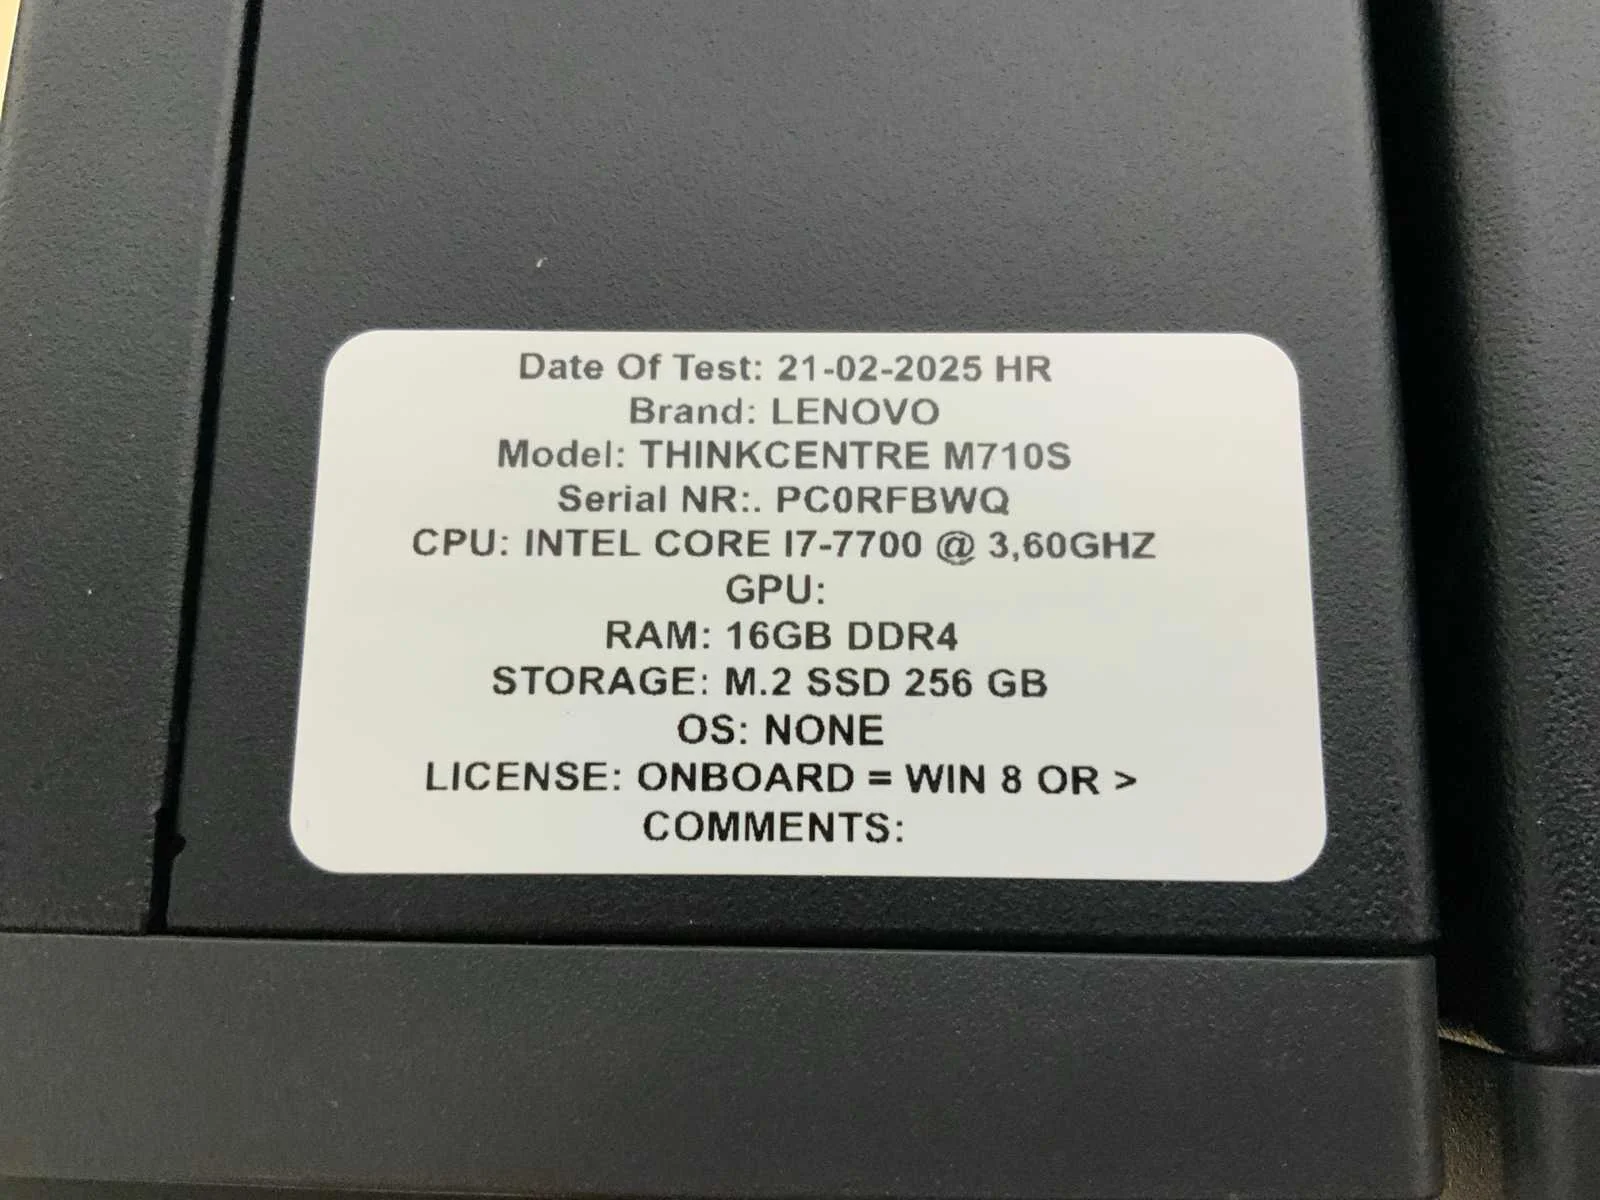 Date Of Test: 21-02-2025 HR
Brand: LENOVO
Model: THINKCENTRE M710S
Serial NR:. PC0RFBWQ
CPU: INTEL CORE I7-7700 @ 3,60GHZ
GPU:
RAM: 16GB DDR4
STORAGE: M.2 SSD 256 GB
OS: NONE
LICENSE: ONBOARD = WIN 8 OR >
COMMENTS: